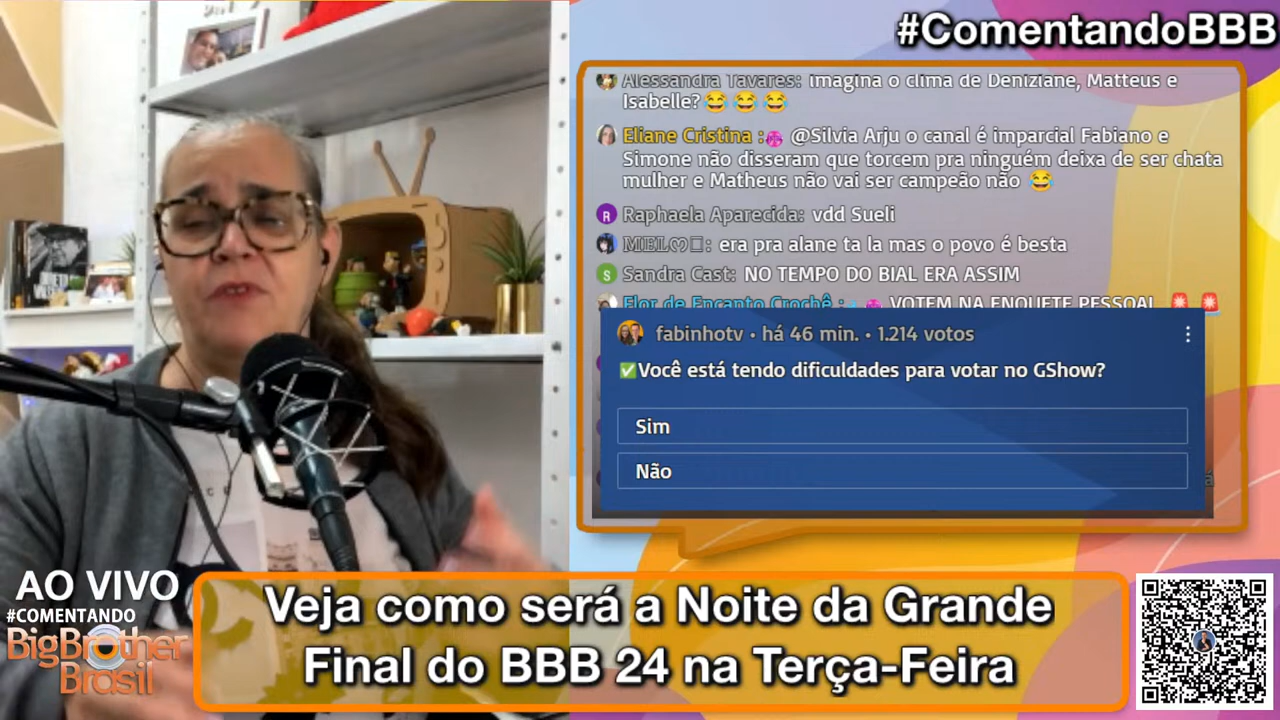 #ComentandoBBB
Alessandra Tavares: imagina o clima de Deniziane, Matteus e
Isabelle? 😂 😂 😂
Eliane Cristina : @Silvia Arju o canal é imparcial Fabiano e
Simone não disseram que torcem pra ninguém deixa de ser chata
mulher e Matheus não vai ser campeão não 😂
R Raphaela Aparecida: vdd Sueli
era pra alane ta la mas o povo é besta
S Sandra Cast: NO TEMPO DO BIAL ERA ASSIM
Flor de Encanto Crochê : VOTEM NA ENQUETE PESSOAL 🚨 🚨
fabinhotv • há 46 min. • 1.214 votos
✅Você está tendo dificuldades para votar no GShow?
Sim
Não
AO VIVO
#COMENTANDO
BigBrother
Brasil
Veja como será a Noite da Grande
Final do BBB 24 na Terça-Feira